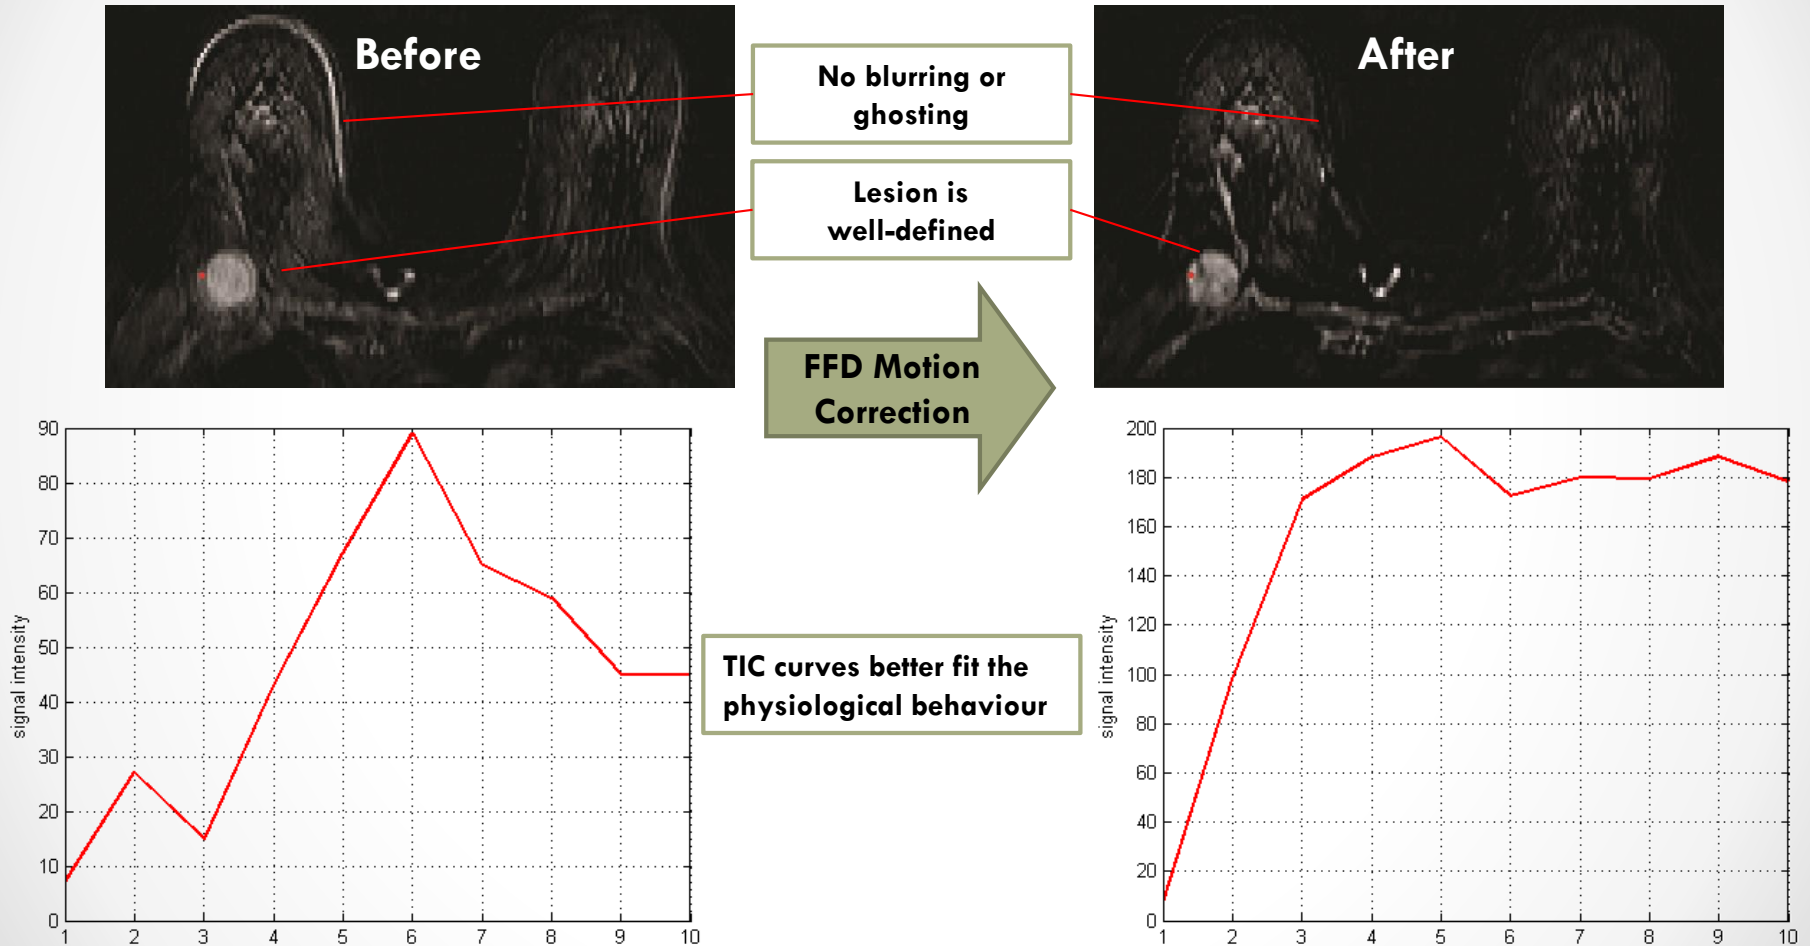 Before
No blurring or
ghosting
After
Lesion is
well-defined
FFD Motion
Correction
90
80
70
60
50
40
30
20
10
0
signal intensity
1 2 3 4 5 6 7 8 9 10
TIC curves better fit the
physiological behaviour
200
180
160
140
120
100
80
60
40
20
0
signal intensity
1 2 3 4 5 6 7 8 9 10